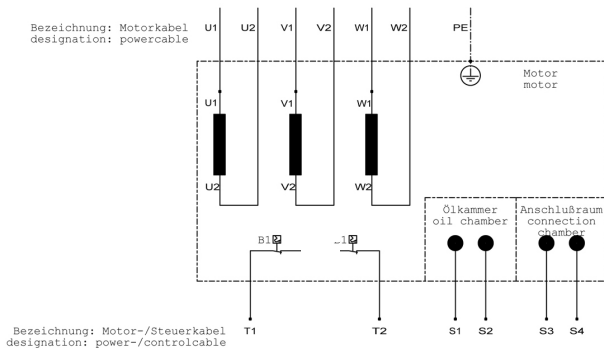 Bezeichnung: Motorkabel
designation: powercable
U1 U2 V1 V2 W1 W2 PE
Motor
motor
U1 V1 W1
U2 V2 W2
Ölkammer
oil chamber
Anschlußraum
connection
chamber
B1
S1 S2 S3 S4
T1 T2
Bezeichnung: Motor-/Steuerkabel
designation: power-/controlcable